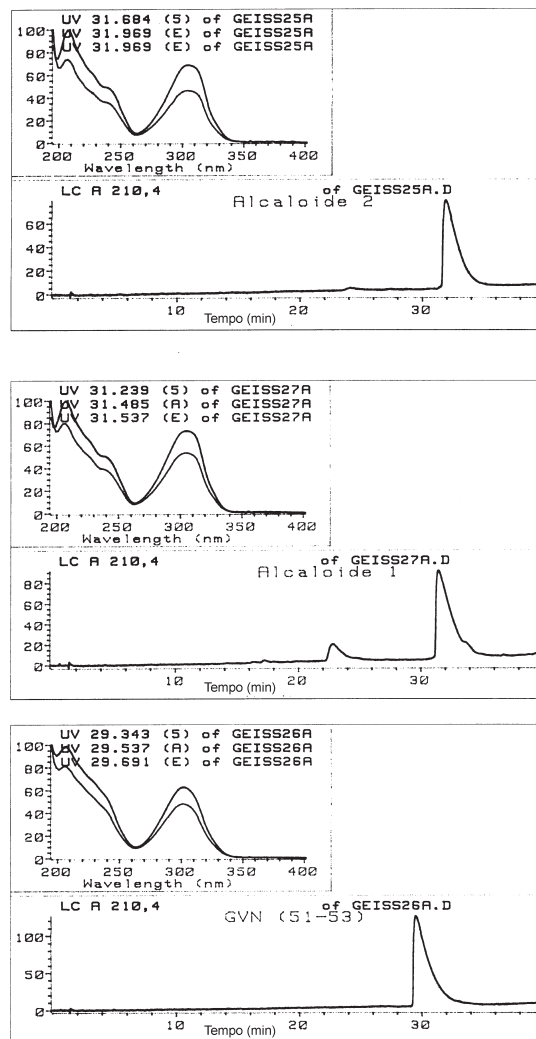 UV 31.684 (5) of GEISS25A
UV 31.969 (E) of GEISS25A
UV 31.969 (E) of GEISS25A
100
80
60
40
20
0
200 250 300 350 400
Wavelength (nm)
LC A 210,4 of GEISS25A.D
Alcaloide 2
60
40
20
0
10 20 30
Tempo (min)
UV 31.239 (5) of GEISS27A
UV 31.485 (A) of GEISS27A
UV 31.537 (E) of GEISS27A
100
80
60
40
20
0
200 250 300 350 400
Wavelength (nm)
LC A 210,4 of GEISS27A.D
Alcaloide 1
80
60
40
20
0
10 20 30
Tempo (min)
UV 29.343 (5) of GEISS26A
UV 29.537 (A) of GEISS26A
UV 29.691 (E) of GEISS26A
100
80
60
40
20
0
200 250 300 350 400
Wavelength (nm)
LC A 210,4 of GEISS26A.D
GVN (51-53)
100
50
0
10 20 30
Tempo (min)